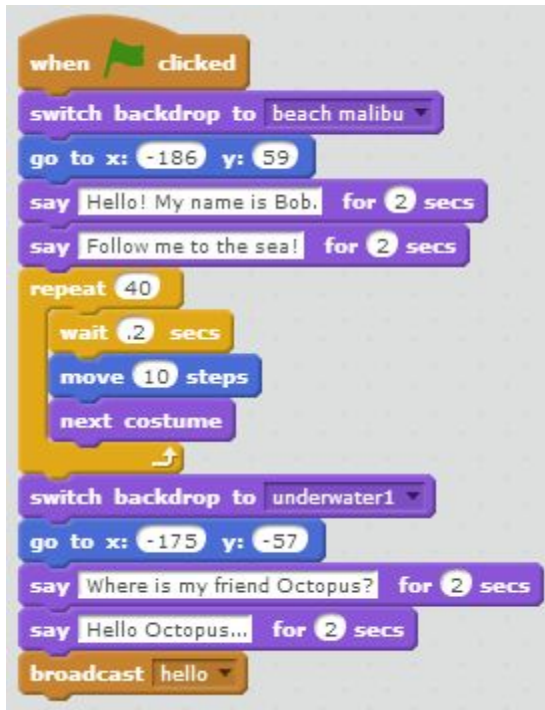 when clicked
switch backdrop to beach malibu
go to x: -186 y: 59
say Hello! My name is Bob. for 2 secs
say Follow me to the sea! for 2 secs
repeat 40
wait .2 secs
move 10 steps
next costume
switch backdrop to underwater1
go to x: -175 y: -57
say Where is my friend Octopus? for 2 secs
say Hello Octopus... for 2 secs
broadcast hello